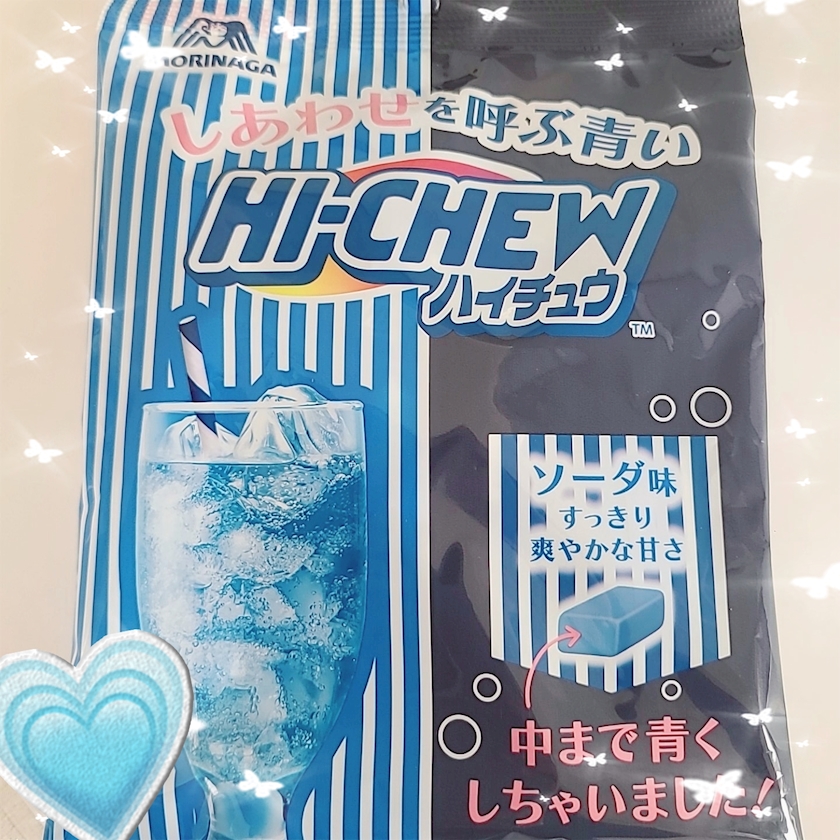 MORINAGA
しあわせを呼ぶ青い
HI-CHEW
ハイチュウ
TM
ソーダ味
すっきり
爽やかな甘さ
中まで青く
しちゃいました!